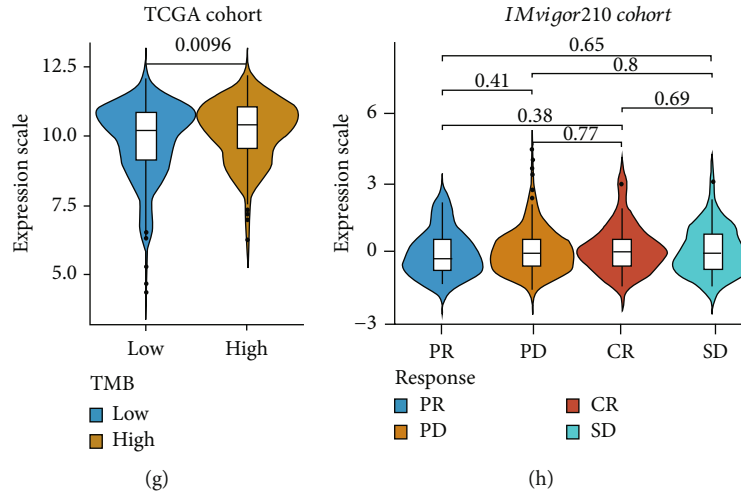 TCGA cohort
0.0096
12.5
10.0
7.5
5.0
Expression scale
Low
High
TMB
Low
High
(g)
IMvigor210 cohort
0.65
0.8
0.41
0.69
0.38
0.77
6
3
0
−3
Expression scale
PR
PD
CR
SD
Response
PR
CR
PD
SD
(h)